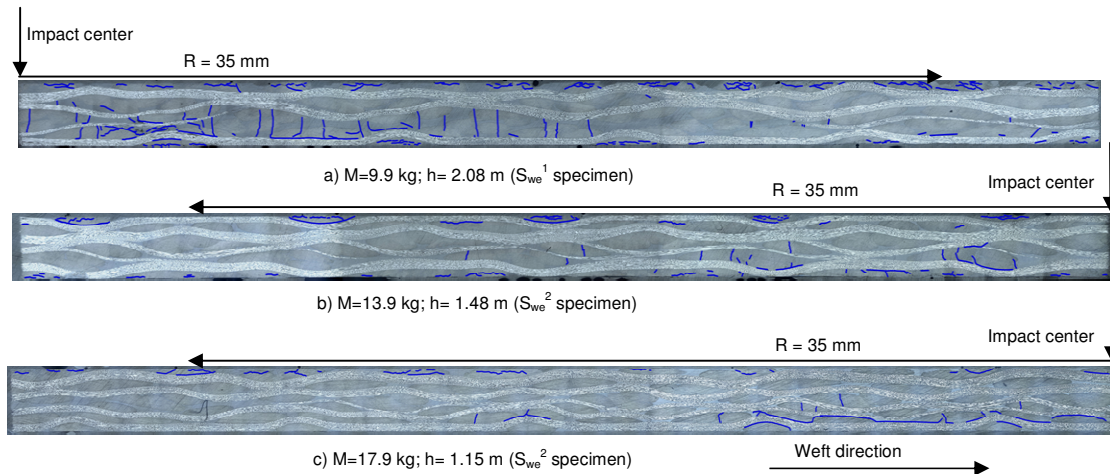 Impact center
R = 35 mm
a) M=9.9 kg; h= 2.08 m (Swe¹ specimen)
Impact center
R = 35 mm
b) M=13.9 kg; h= 1.48 m (Swe² specimen)
Impact center
R = 35 mm
c) M=17.9 kg; h= 1.15 m (Swe² specimen)
Weft direction